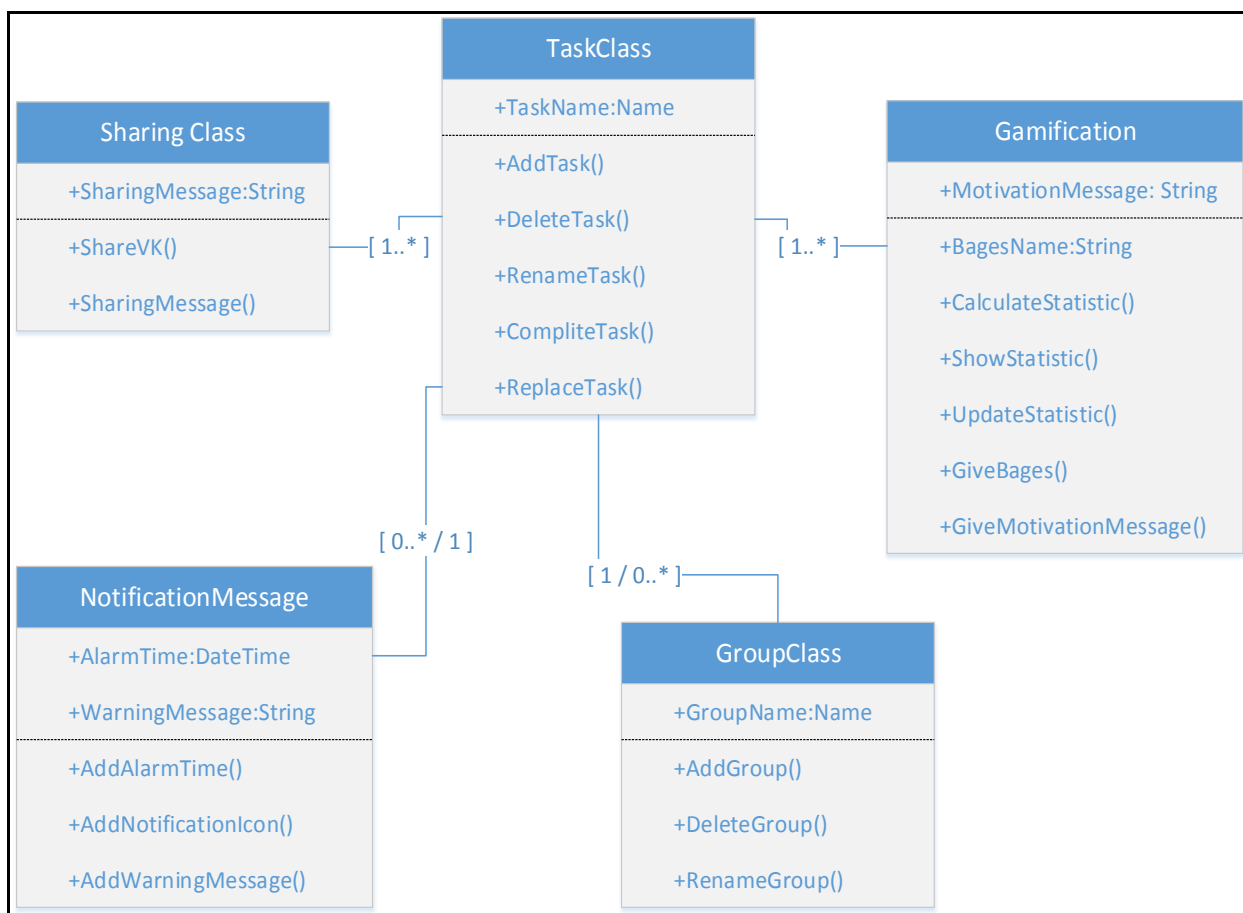 TaskClass
+TaskName:Name
+AddTask()
+DeleteTask()
+RenameTask()
+CompliteTask()
+ReplaceTask()
Sharing Class
+SharingMessage:String
+ShareVK()
+SharingMessage()
[ 1..* ]
Gamification
+MotivationMessage: String
+BagesName:String
+CalculateStatistic()
+ShowStatistic()
+UpdateStatistic()
+GiveBages()
+GiveMotivationMessage()
[ 1..* ]
[ 0..* / 1 ]
[ 1 / 0..* ]
NotificationMessage
+AlarmTime:DateTime
+WarningMessage:String
+AddAlarmTime()
+AddNotificationIcon()
+AddWarningMessage()
GroupClass
+GroupName:Name
+AddGroup()
+DeleteGroup()
+RenameGroup()